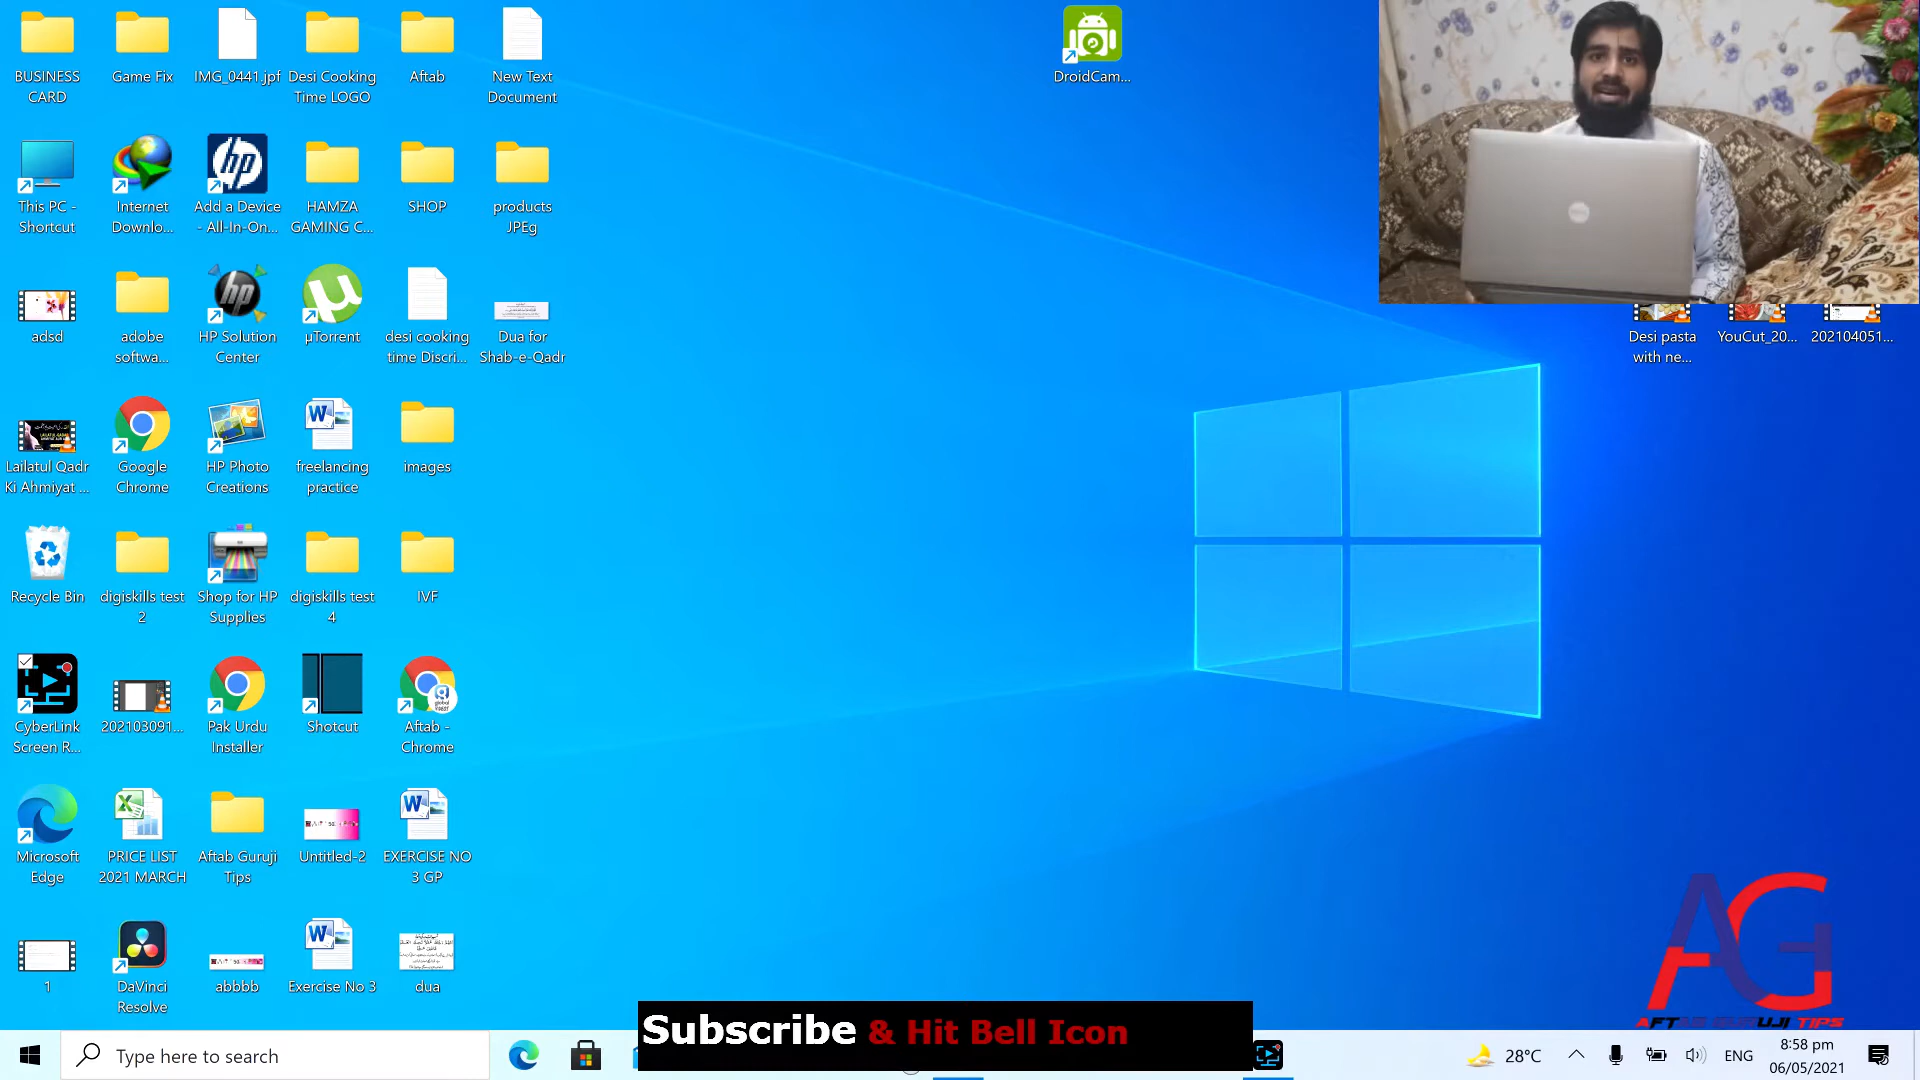 BUSINESS
CARD
Game Fix
IMG_0441.jpf
Desi Cooking
Time LOGO
Aftab
New Text
Document
DroidCam...
This PC -
Shortcut
Internet
Downlo...
Add a Device
- All-In-On...
HAMZA
GAMING C...
SHOP
products
JPEg
adsd
adobe
softwa...
HP Solution
Center
µTorrent
desi cooking
time Discri...
Dua for
Shab-e-Qadr
Desi pasta
with ne...
YouCut_20...
202104051...
Lailatul Qadr
Ki Ahmiyat ...
Google
Chrome
HP Photo
Creations
freelancing
practice
images
Recycle Bin
digiskills test
2
Shop for HP
Supplies
digiskills test
4
IVF
CyberLink
Screen R...
202103091...
Pak Urdu
Installer
Shotcut
Aftab -
Chrome
Microsoft
Edge
PRICE LIST
2021 MARCH
Aftab Guruji
Tips
Untitled-2
EXERCISE NO
3 GP
1
DaVinci
Resolve
abbbb
Exercise No 3
dua
AG
AFTAB GURUJI TIPS
Subscribe & Hit Bell Icon
Type here to search
28°C
ENG
8:58 pm
06/05/2021